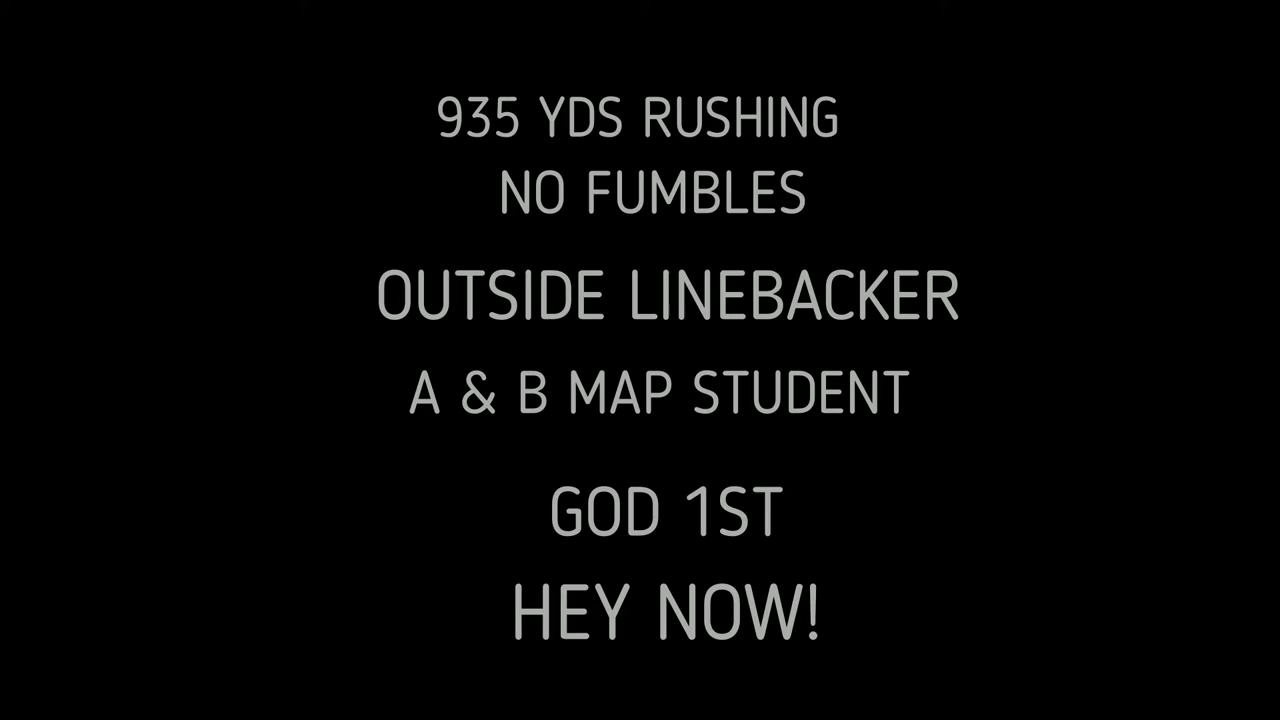 935 YDS RUSHING
NO FUMBLES
OUTSIDE LINEBACKER
A & B MAP STUDENT
GOD 1ST
HEY NOW!